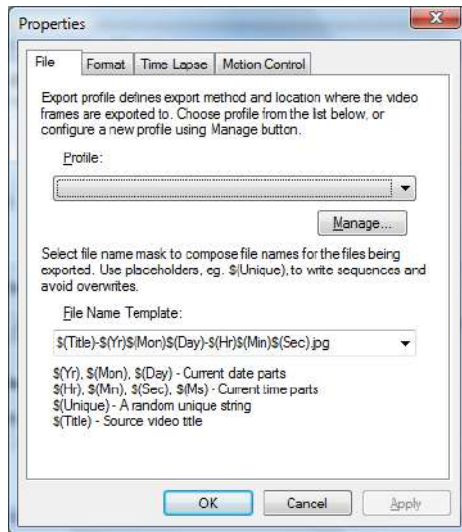 Properties
File
Format
Time Lapse
Motion Control
Export profile defines export method and location where the video
frames are exported to. Choose profile from the list below, or
configure a new profile using Manage button.
Profile:
Manage...
Select file name mask to compose file names for the files being
exported. Use placeholders, eg. $(Unique), to write sequences and
avoid overwrites.
File Name Template:
$(Title)-$(Yr)$(Mon)$(Day)-$(Hr)$(Min)$(Sec).jpg
$(Yr), $(Mon), $(Day) - Current date parts
$(Hr), $(Min), $(Sec), $(Ms) - Current time parts
$(Unique) - A random unique string
$(Title) - Source video title
OK
Cancel
Apply